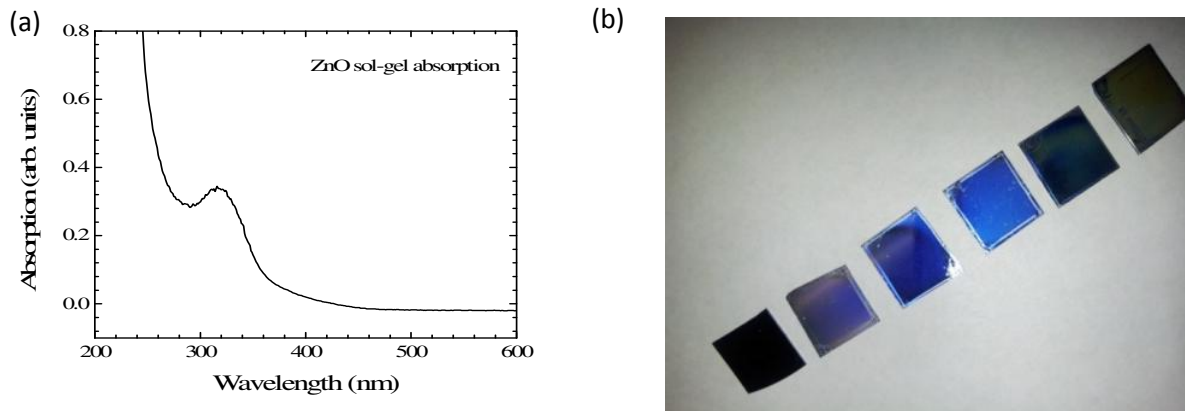 (a)
(b)
0.8
0.6
0.4
0.2
0.0
ZnO sol-gel absorption
Absorption (arb. units)
200 300 400 500 600
Wavelength (nm)